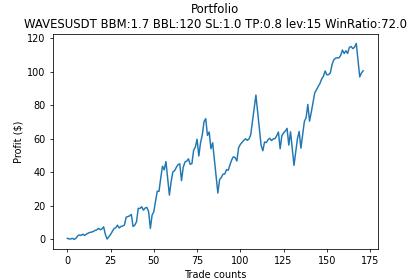 Portfolio
WAVESUSDT BBM:1.7 BBL:120 SL:1.0 TP:0.8 lev:15 WinRatio:72.0
120
100
80
60
40
20
0
Profit ($)
0 25 50 75 100 125 150 175
Trade counts